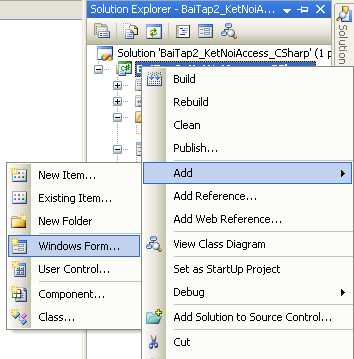 Solution Explorer - BaiTap2_KetNoiA...
Solution 'BaiTap2_KetNoiAccess_CSharp' (1 p
Solution
Build
Rebuild
Clean
Publish...
Add
Add Reference...
Add Web Reference...
View Class Diagram
Set as StartUp Project
Debug
Add Solution to Source Control...
Cut
New Item...
Existing Item...
New Folder
Windows Form...
User Control...
Component...
Class...